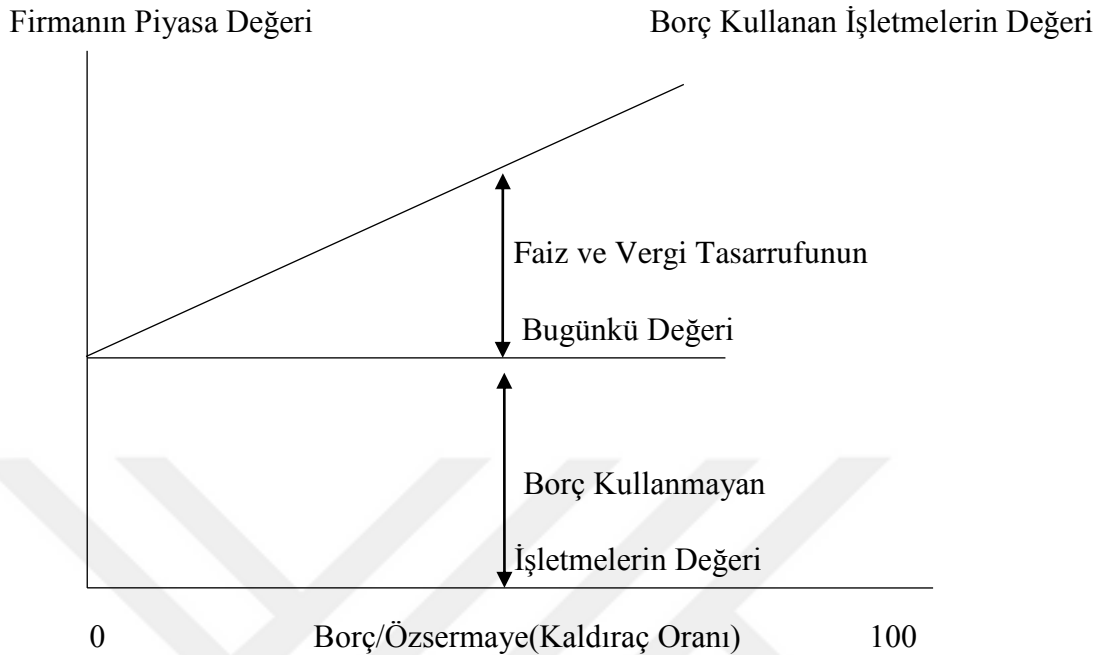 Firmanın Piyasa Değeri
Borç Kullanan İşletmelerin Değeri
Faiz ve Vergi Tasarrufunun
Bugünkü Değeri
Borç Kullanmayan
İşletmelerin Değeri
0 Borç/Özsermaye(Kaldıraç Oranı) 100